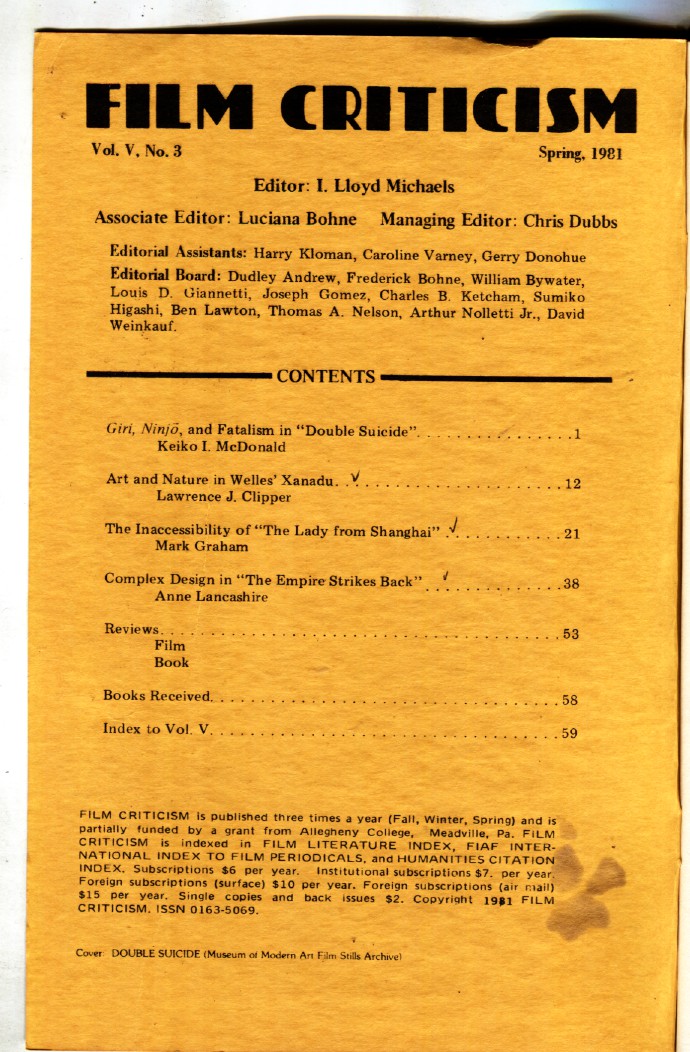 FILM CRITICISM
Vol. V, No. 3 Spring, 1981
Editor: I. Lloyd Michaels
Associate Editor: Luciana Bohne Managing Editor: Chris Dubbs
Editorial Assistants: Harry Kloman, Caroline Varney, Gerry Donohue
Editorial Board: Dudley Andrew, Frederick Bohne, William Bywater,
Louis D. Giannetti, Joseph Gomez, Charles B. Ketcham, Sumiko
Higashi, Ben Lawton, Thomas A. Nelson, Arthur Nolletti Jr., David
Weinkauf.
CONTENTS
Giri, Ninjō, and Fatalism in “Double Suicide”. . . . . . . . . . . . . . . .1
Keiko I. McDonald
Art and Nature in Welles’ Xanadu. . ✓. . . . . . . . . . . . . . . . . . . 12
Lawrence J. Clipper
The Inaccessibility of “The Lady from Shanghai” .✓. . . . . . . . . . . 21
Mark Graham
Complex Design in “The Empire Strikes Back” ✓ . . . . . . . . . . . . . .38
Anne Lancashire
Reviews. . . . . . . . . . . . . . . . . . . . . . . . . . . . . . . . . . . . . . . 53
Film
Book
Books Received. . . . . . . . . . . . . . . . . . . . . . . . . . . . . . . . . . 58
Index to Vol. V. . . . . . . . . . . . . . . . . . . . . . . . . . . . . . . . . . 59
FILM CRITICISM is published three times a year (Fall, Winter, Spring) and is
partially funded by a grant from Allegheny College, Meadville, Pa. FILM
CRITICISM is indexed in FILM LITERATURE INDEX, FIAF INTER-
NATIONAL INDEX TO FILM PERIODICALS, and HUMANITIES CITATION
INDEX. Subscriptions $6 per year. Institutional subscriptions $7. per year.
Foreign subscriptions (surface) $10 per year. Foreign subscriptions (air mail)
$15 per year. Single copies and back issues $2. Copyright 1981 FILM
CRITICISM. ISSN 0163-5069.
Cover: DOUBLE SUICIDE (Museum of Modern Art Film Stills Archive)